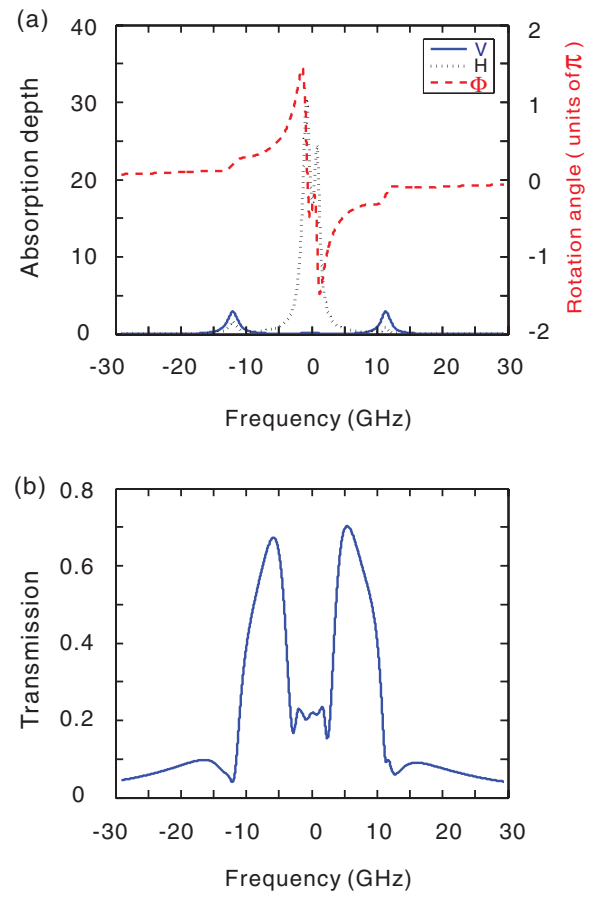 (a)
40
30
20
10
0
Absorption depth
V
H
Φ
2
1
0
-1
-2
Rotation angle ( units of π )
-30 -20 -10 0 10 20 30
Frequency (GHz)
(b)
0.8
0.6
0.4
0.2
0
Transmission
-30 -20 -10 0 10 20 30
Frequency (GHz)